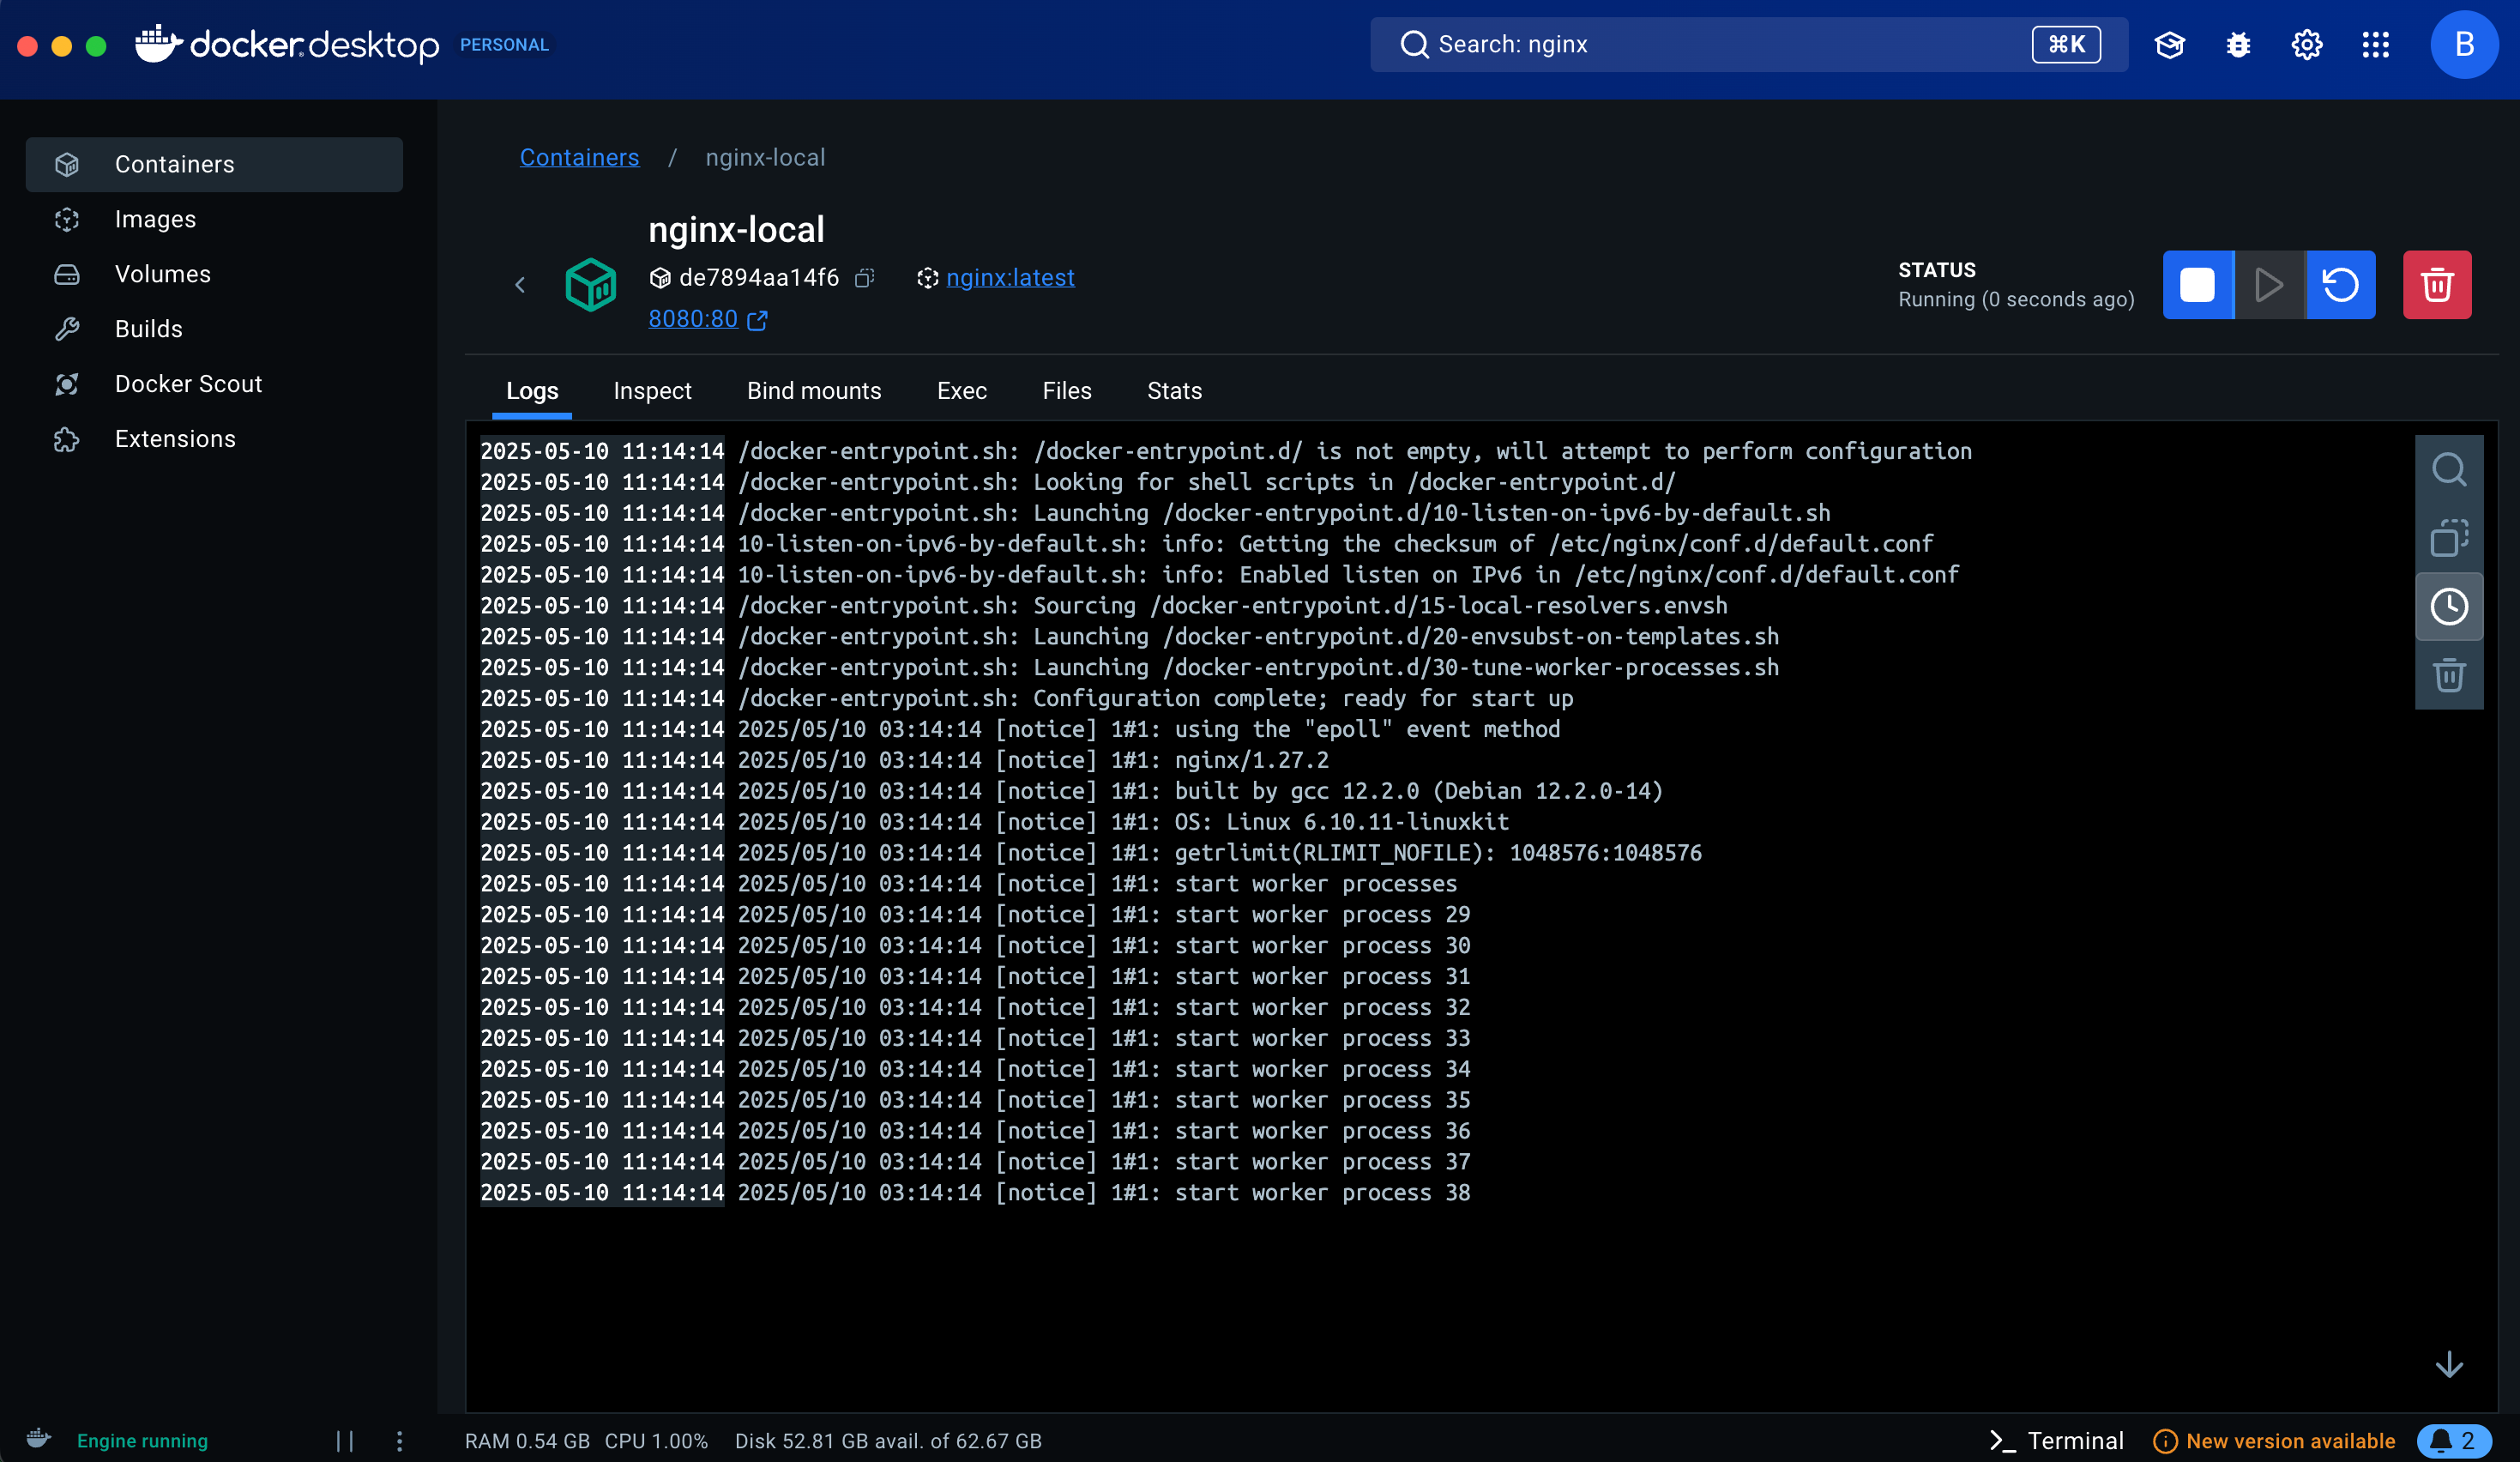 docker.desktop PERSONAL Search: nginx ⌘K B
Containers
Images
Volumes
Builds
Docker Scout
Extensions
Containers / nginx-local
nginx-local
de7894aa14f6 nginx:latest
8080:80
STATUS
Running (0 seconds ago)
Logs Inspect Bind mounts Exec Files Stats
2025-05-10 11:14:14 /docker-entrypoint.sh: /docker-entrypoint.d/ is not empty, will attempt to perform configuration
2025-05-10 11:14:14 /docker-entrypoint.sh: Looking for shell scripts in /docker-entrypoint.d/
2025-05-10 11:14:14 /docker-entrypoint.sh: Launching /docker-entrypoint.d/10-listen-on-ipv6-by-default.sh
2025-05-10 11:14:14 10-listen-on-ipv6-by-default.sh: info: Getting the checksum of /etc/nginx/conf.d/default.conf
2025-05-10 11:14:14 10-listen-on-ipv6-by-default.sh: info: Enabled listen on IPv6 in /etc/nginx/conf.d/default.conf
2025-05-10 11:14:14 /docker-entrypoint.sh: Sourcing /docker-entrypoint.d/15-local-resolvers.envsh
2025-05-10 11:14:14 /docker-entrypoint.sh: Launching /docker-entrypoint.d/20-envsubst-on-templates.sh
2025-05-10 11:14:14 /docker-entrypoint.sh: Launching /docker-entrypoint.d/30-tune-worker-processes.sh
2025-05-10 11:14:14 /docker-entrypoint.sh: Configuration complete; ready for start up
2025-05-10 11:14:14 2025/05/10 03:14:14 [notice] 1#1: using the "epoll" event method
2025-05-10 11:14:14 2025/05/10 03:14:14 [notice] 1#1: nginx/1.27.2
2025-05-10 11:14:14 2025/05/10 03:14:14 [notice] 1#1: built by gcc 12.2.0 (Debian 12.2.0-14)
2025-05-10 11:14:14 2025/05/10 03:14:14 [notice] 1#1: OS: Linux 6.10.11-linuxkit
2025-05-10 11:14:14 2025/05/10 03:14:14 [notice] 1#1: getrlimit(RLIMIT_NOFILE): 1048576:1048576
2025-05-10 11:14:14 2025/05/10 03:14:14 [notice] 1#1: start worker processes
2025-05-10 11:14:14 2025/05/10 03:14:14 [notice] 1#1: start worker process 29
2025-05-10 11:14:14 2025/05/10 03:14:14 [notice] 1#1: start worker process 30
2025-05-10 11:14:14 2025/05/10 03:14:14 [notice] 1#1: start worker process 31
2025-05-10 11:14:14 2025/05/10 03:14:14 [notice] 1#1: start worker process 32
2025-05-10 11:14:14 2025/05/10 03:14:14 [notice] 1#1: start worker process 33
2025-05-10 11:14:14 2025/05/10 03:14:14 [notice] 1#1: start worker process 34
2025-05-10 11:14:14 2025/05/10 03:14:14 [notice] 1#1: start worker process 35
2025-05-10 11:14:14 2025/05/10 03:14:14 [notice] 1#1: start worker process 36
2025-05-10 11:14:14 2025/05/10 03:14:14 [notice] 1#1: start worker process 37
2025-05-10 11:14:14 2025/05/10 03:14:14 [notice] 1#1: start worker process 38
Engine running RAM 0.54 GB CPU 1.00% Disk 52.81 GB avail. of 62.67 GB Terminal New version available 2